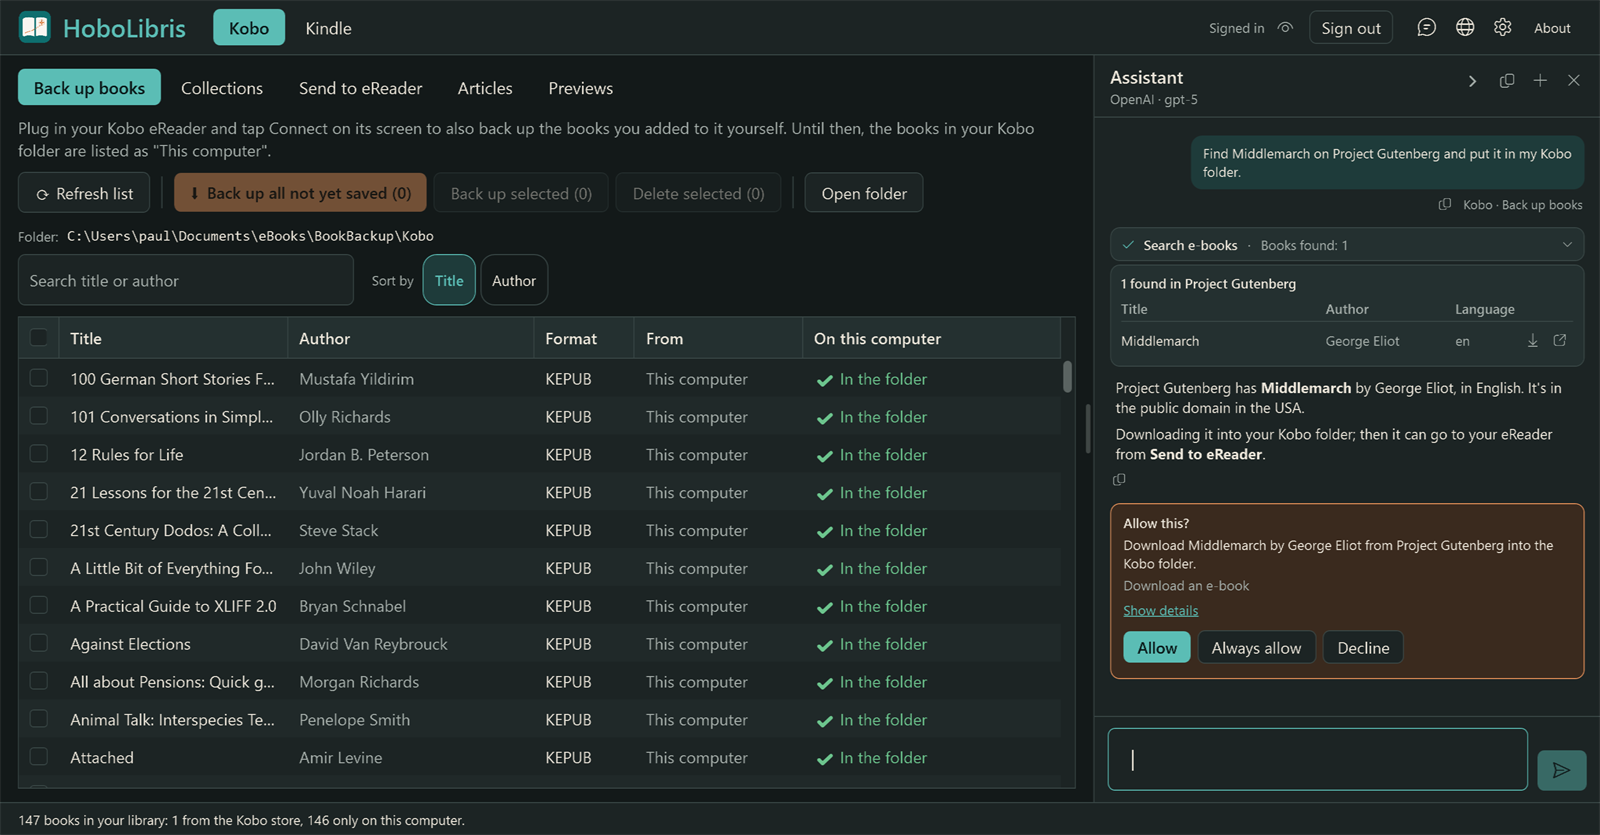 HoboLibris
Kobo
Kindle
Signed in
Sign out
About
Back up books
Collections
Send to eReader
Articles
Previews
Plug in your Kobo eReader and tap Connect on its screen to also back up the books you added to it yourself. Until then, the books in your Kobo
folder are listed as "This computer".
Refresh list
Back up all not yet saved (0)
Back up selected (0)
Delete selected (0)
Open folder
Folder: C:\Users\paul\Documents\eBooks\BookBackup\Kobo
Search title or author
Sort by
Title
Author
Title Author Format From On this computer
100 German Short Stories F... Mustafa Yildirim KEPUB This computer In the folder
101 Conversations in Simpl... Olly Richards KEPUB This computer In the folder
12 Rules for Life Jordan B. Peterson KEPUB This computer In the folder
21 Lessons for the 21st Cen... Yuval Noah Harari KEPUB This computer In the folder
21st Century Dodos: A Coll... Steve Stack KEPUB This computer In the folder
A Little Bit of Everything Fo... John Wiley KEPUB This computer In the folder
A Practical Guide to XLIFF 2.0 Bryan Schnabel KEPUB This computer In the folder
Against Elections David Van Reybrouck KEPUB This computer In the folder
All about Pensions: Quick g... Morgan Richards KEPUB This computer In the folder
Animal Talk: Interspecies Te... Penelope Smith KEPUB This computer In the folder
Attached Amir Levine KEPUB This computer In the folder
147 books in your library: 1 from the Kobo store, 146 only on this computer.
Assistant
OpenAI · gpt-5
Find Middlemarch on Project Gutenberg and put it in my Kobo
folder.
Kobo · Back up books
Search e-books · Books found: 1
1 found in Project Gutenberg
Title Author Language
Middlemarch George Eliot en
Project Gutenberg has Middlemarch by George Eliot, in English. It's in
the public domain in the USA.
Downloading it into your Kobo folder; then it can go to your eReader
from Send to eReader.
Allow this?
Download Middlemarch by George Eliot from Project Gutenberg into the
Kobo folder.
Download an e-book
Show details
Allow
Always allow
Decline